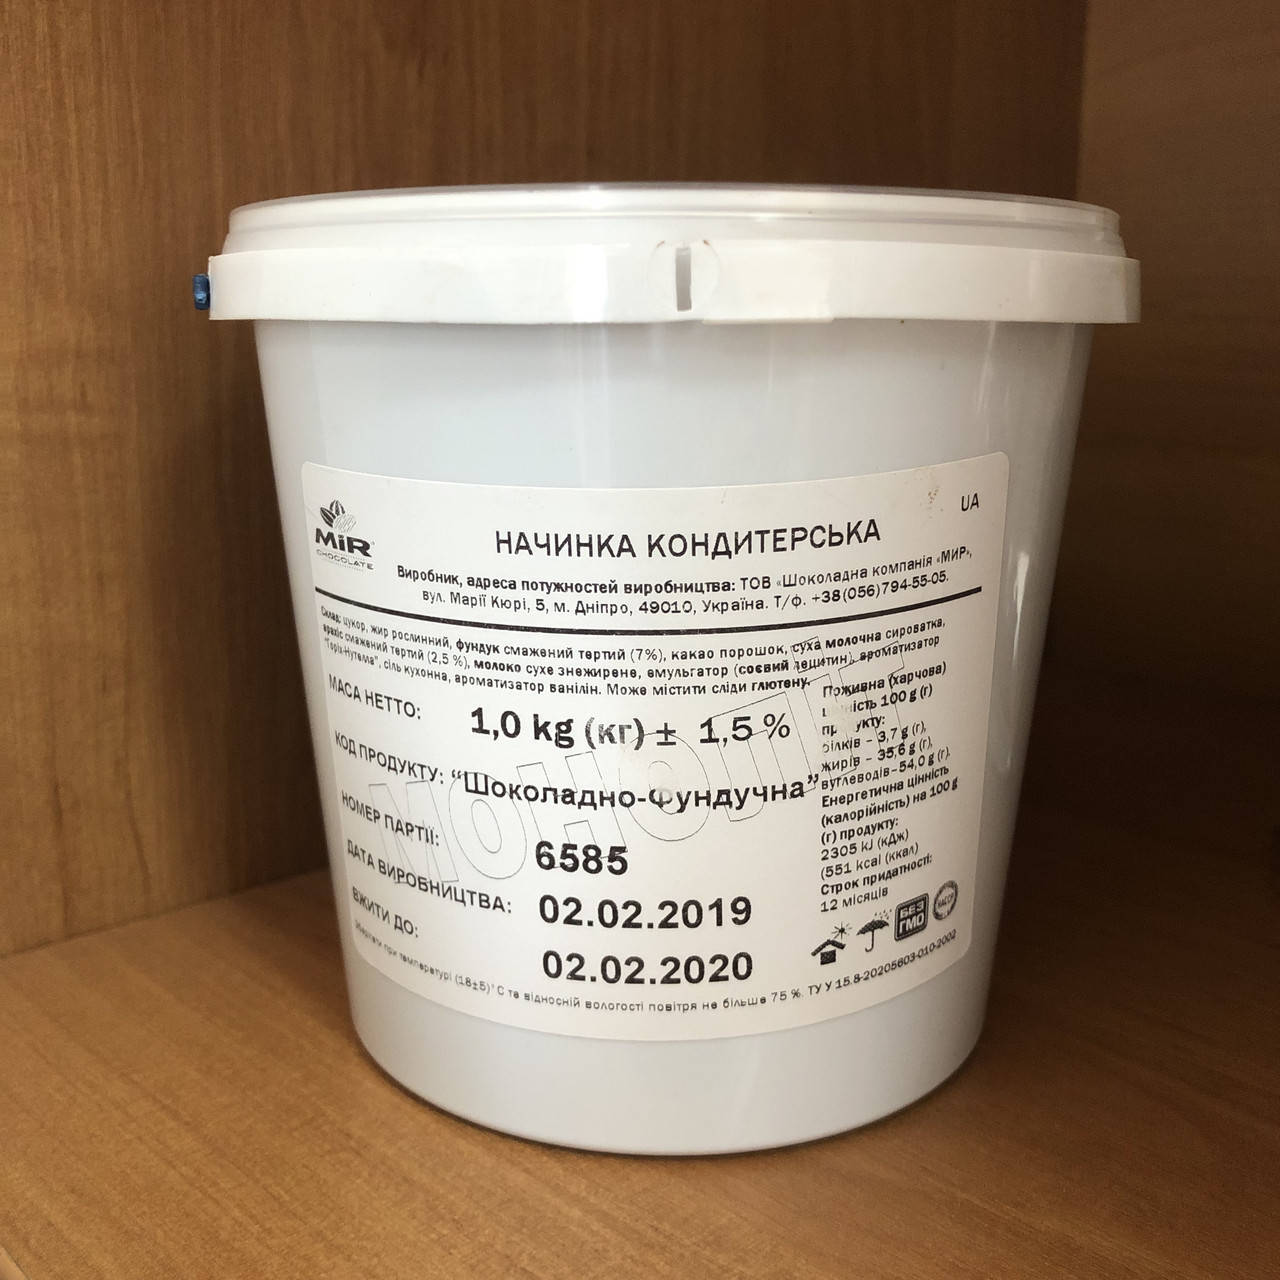 UA
MiR
CHOCOLATE
НАЧИНКА КОНДИТЕРСЬКА
Виробник, адреса потужностей виробництва: ТОВ «Шоколадна компанія «МИР»,
вул. Марії Кюрі, 5, м. Дніпро, 49010, Україна. Т/ф. +38(056)794-55-05.
Склад: цукор, жир рослинний, фундук смажений тертий (7%), какао порошок, суха молочна сироватка,
арахіс смажений тертий (2,5 %), молоко сухе знежирене, емульгатор (соєвий лецитин), ароматизатор
"Горіх-Нутелла", сіль кухонна, ароматизатор ванілін. Може містити сліди глютену.
МАСА НЕТТО: 1,0 kg (кг) ± 1,5 %
КОД ПРОДУКТУ: “Шоколадно-Фундучна”
НОМЕР ПАРТІЇ: 6585
ДАТА ВИРОБНИЦТВА: 02.02.2019
ВЖИТИ ДО: 02.02.2020
Поживна (харчова)
цінність 100 g (г)
продукту:
білків – 3,7 g (г),
жирів – 35,6 g (г),
вуглеводів– 54,0 g (г).
Енергетична цінність
(калорійність) на 100 g
(г) продукту:
2305 kJ (кДж)
(551 kcal (ккал)
Строк придатності:
12 місяців
БЕЗ
ГМО
HACCP
Зберігати при температурі (18±5)°С та відносній вологості повітря не більше 75 %. ТУ У 15.8-20205603-010-2002
МОНОЛІТ